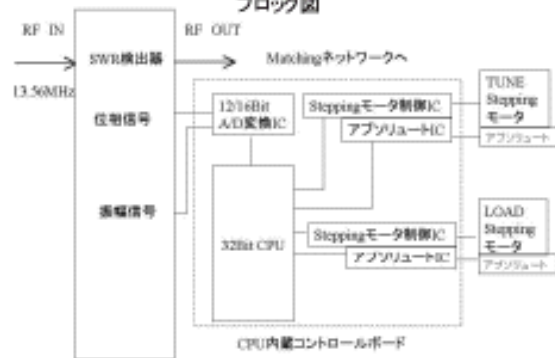 ブロック図
RF IN
RF OUT
13.56MHz
SWR検出器
位相信号
振幅信号
Matchingネットワークへ
12/16Bit
A/D変換IC
32Bit CPU
Steppingモータ制御IC
アブソリュートIC
TUNE
Stepping
モータ
アブソリュート
Steppingモータ制御IC
アブソリュートIC
LOAD
Stepping
モータ
アブソリュート
CPU内蔵コントロールボード